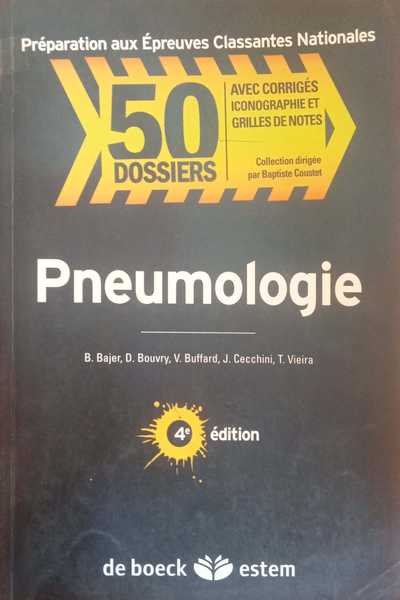 Préparation aux Épreuves Classantes Nationales
50
DOSSIERS
AVEC CORRIGÉS
ICONOGRAPHIE ET
GRILLES DE NOTES
Collection dirigée
par Baptiste Coustet
Pneumologie
B. Bajer, D. Bouvry, V. Buffard, J. Cecchini, T. Vieira
4e édition
de boeck estem